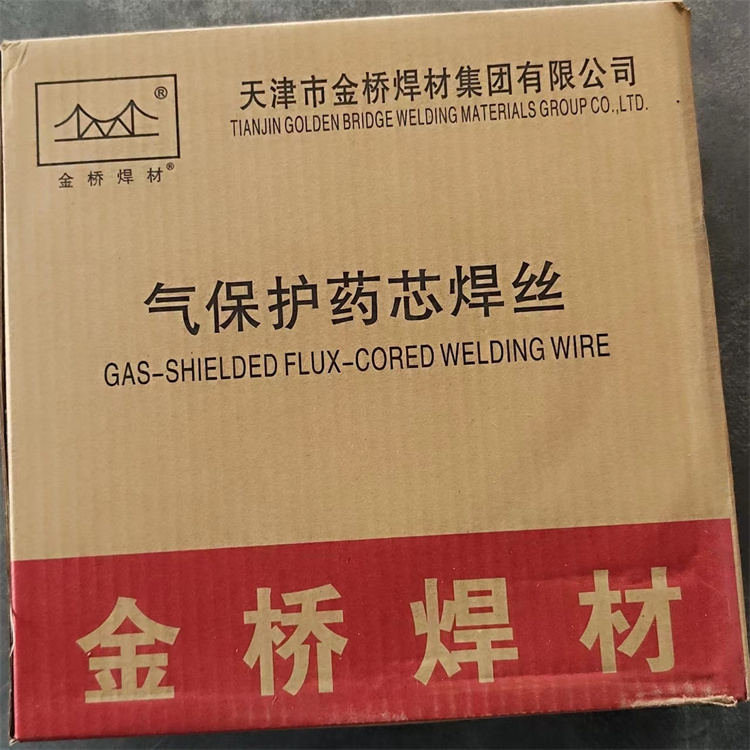 ®
金桥焊材®
天津市金桥焊材集团有限公司
TIANJIN GOLDEN BRIDGE WELDING MATERIALS GROUP CO.,LTD.
气保护药芯焊丝
GAS-SHIELDED FLUX-CORED WELDING WIRE
金桥焊材